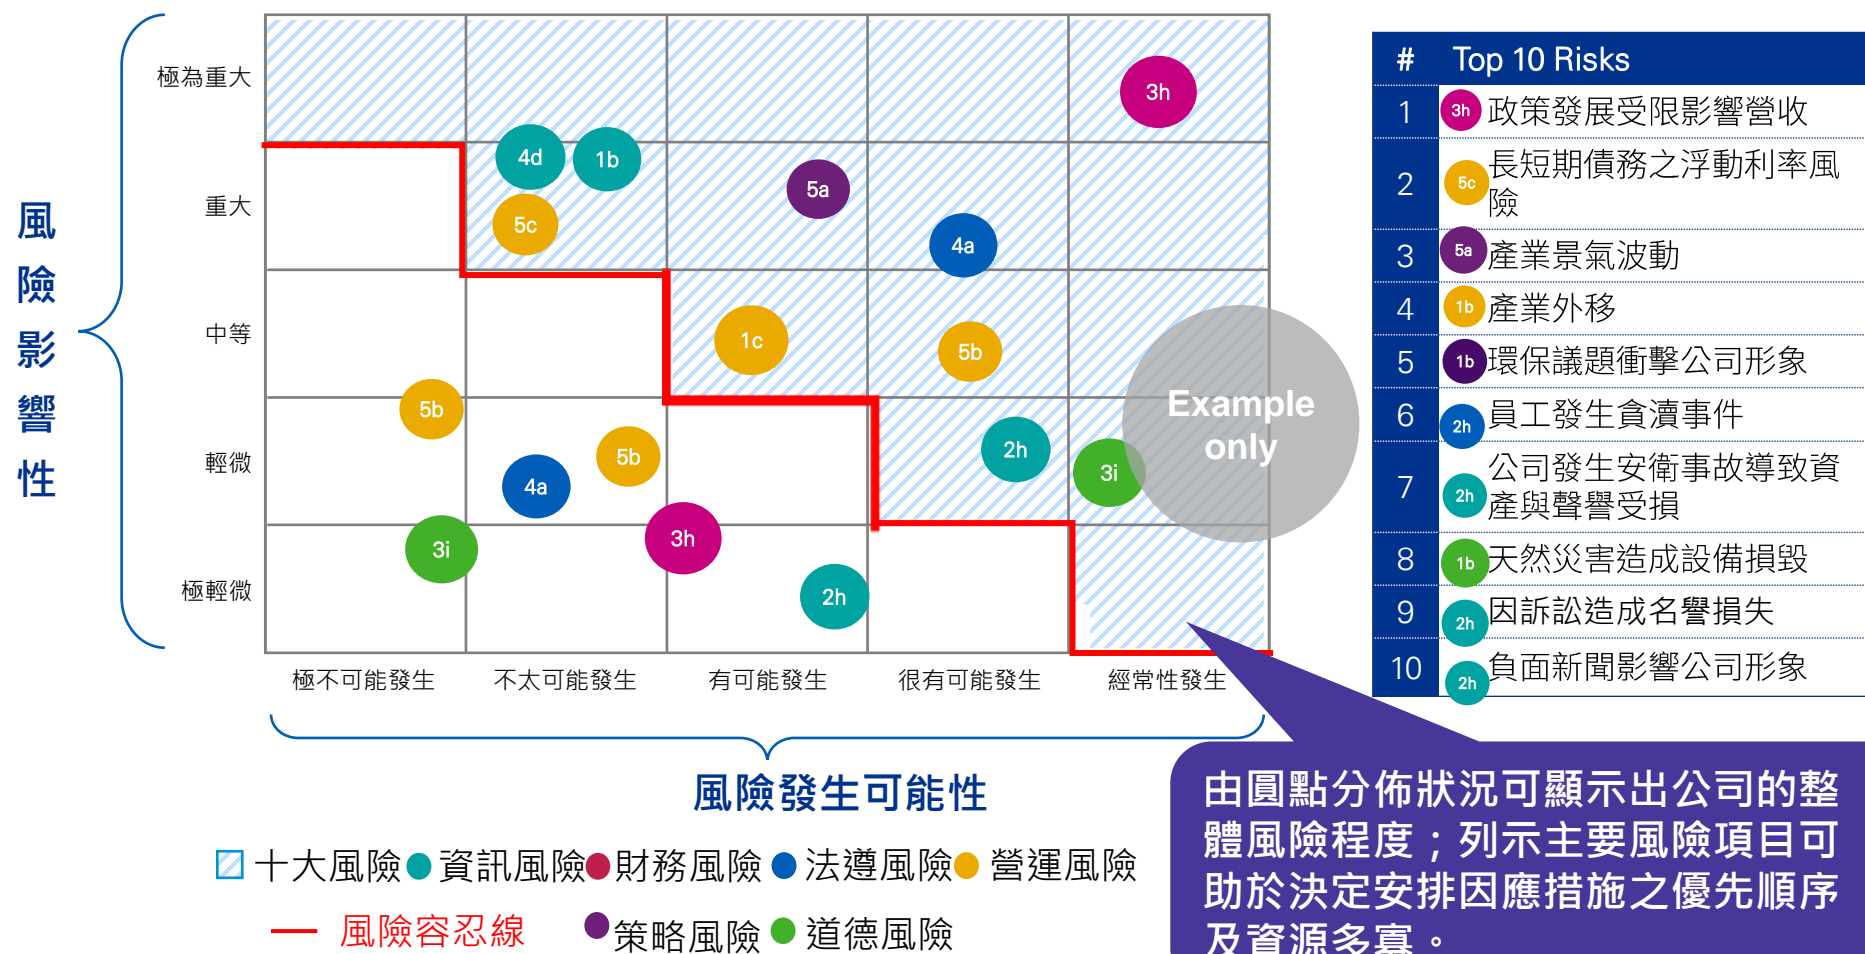 風
險
影
響
性
極為重大
重大
中等
輕微
極輕微
3h
4d
1b
5a
5c
4a
1c
5b
5b
5b
2h
3i
4a
3i
3h
2h
Example
only
極不可能發生
不太可能發生
有可能發生
很有可能發生
經常性發生
風險發生可能性
十大風險
資訊風險
財務風險
法遵風險
營運風險
風險容忍線
策略風險
道德風險
# Top 10 Risks
1 3h 政策發展受限影響營收
2 5c 長短期債務之浮動利率風
險
3 5a 產業景氣波動
4 1b 產業外移
5 1b 環保議題衝擊公司形象
6 2h 員工發生貪瀆事件
7 2h 公司發生安衛事故導致資
產與聲譽受損
8 1b 天然災害造成設備損毀
9 2h 因訴訟造成名譽損失
10 2h 負面新聞影響公司形象
由圓點分佈狀況可顯示出公司的整
體風險程度；列示主要風險項目可
助於決定安排因應措施之優先順序
及資源多寡。